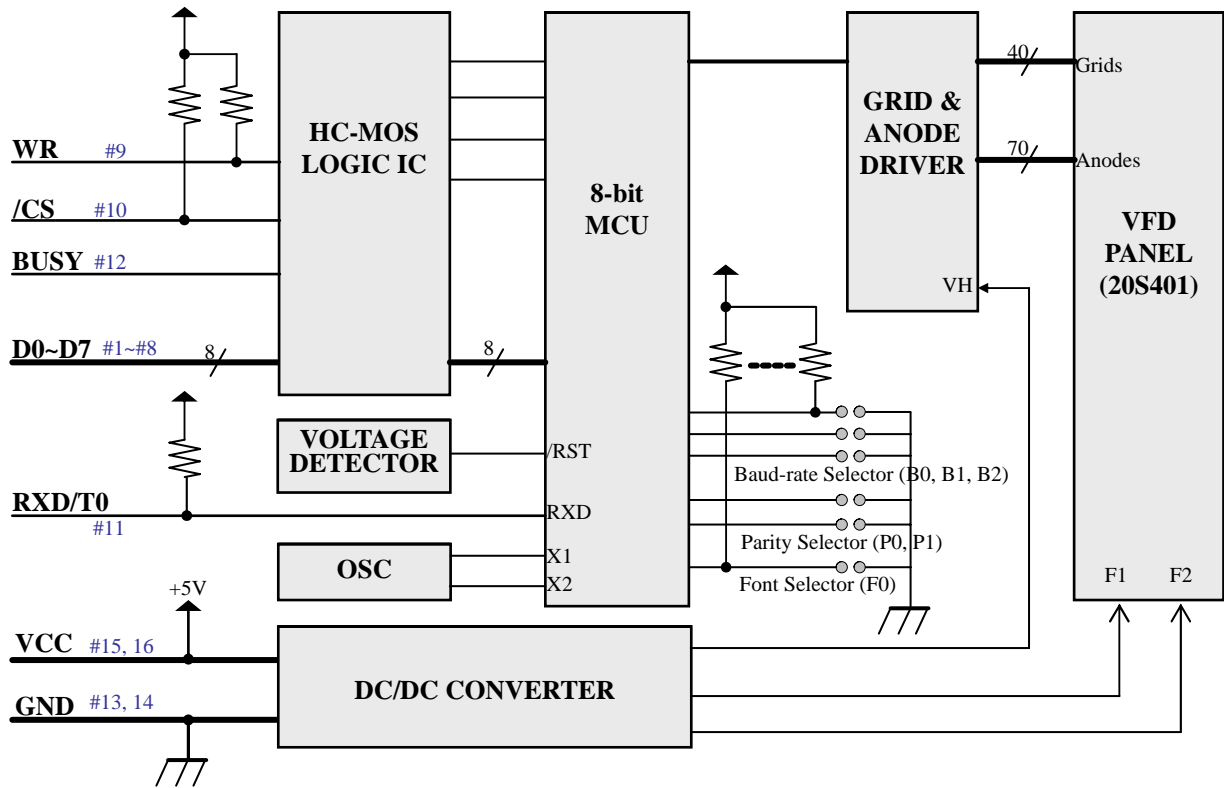 WR #9
/CS #10
BUSY #12
D0~D7 #1~#8
8
HC-MOS
LOGIC IC
8
VOLTAGE
DETECTOR
/RST
RXD/T0
#11
RXD
OSC
X1
X2
8-bit
MCU
GRID &
ANODE
DRIVER
VH
40
Grids
70
Anodes
VFD
PANEL
(20S401)
F1 F2
Baud-rate Selector (B0, B1, B2)
Parity Selector (P0, P1)
Font Selector (F0)
+5V
VCC #15, 16
GND #13, 14
DC/DC CONVERTER